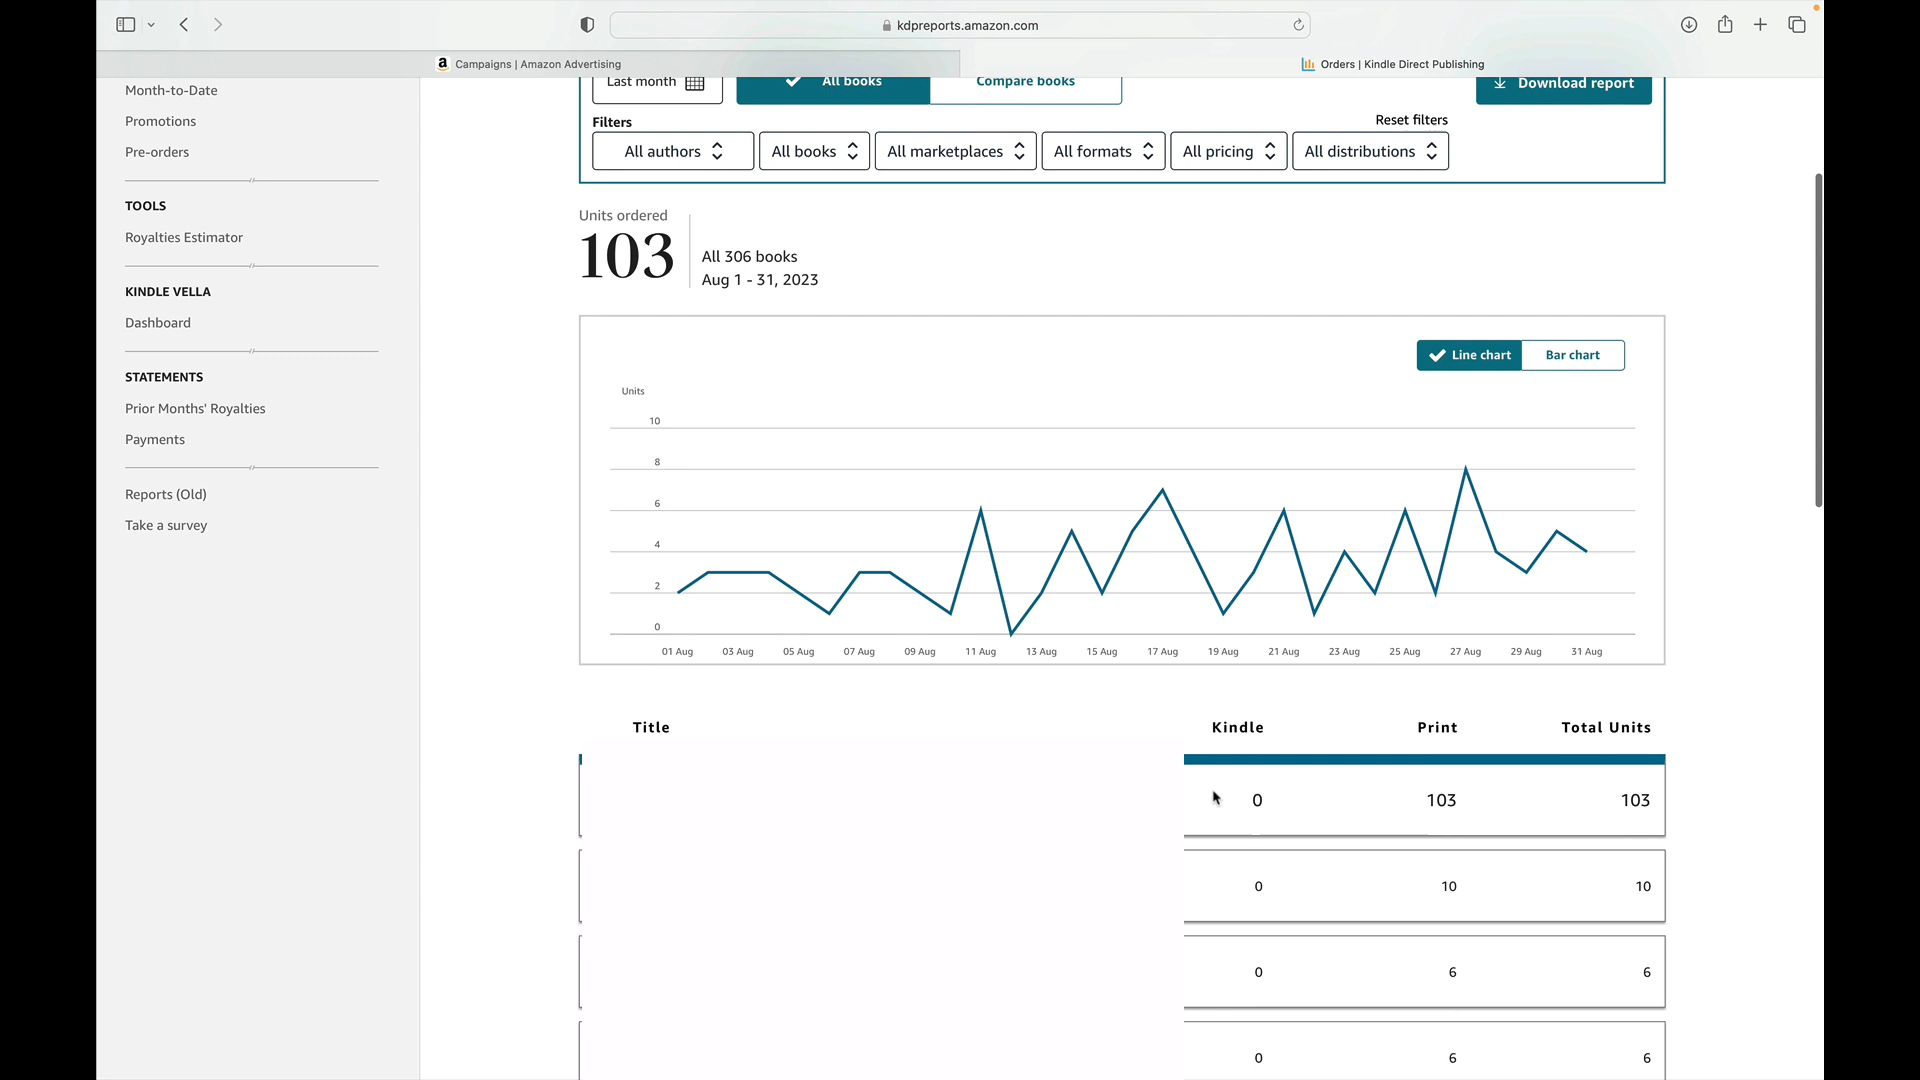 kdpreports.amazon.com
a Campaigns | Amazon Advertising
Orders | Kindle Direct Publishing
Month-to-Date
Promotions
Pre-orders
TOOLS
Royalties Estimator
KINDLE VELLA
Dashboard
STATEMENTS
Prior Months' Royalties
Payments
Reports (Old)
Take a survey
Last month
All books
Compare books
Download report
Filters
Reset filters
All authors
All books
All marketplaces
All formats
All pricing
All distributions
Units ordered
103
All 306 books
Aug 1 - 31, 2023
Line chart
Bar chart
Units
10
8
6
4
2
0
01 Aug
03 Aug
05 Aug
07 Aug
09 Aug
11 Aug
13 Aug
15 Aug
17 Aug
19 Aug
21 Aug
23 Aug
25 Aug
27 Aug
29 Aug
31 Aug
Title Kindle Print Total Units
0 103 103
0 10 10
0 6 6
0 6 6